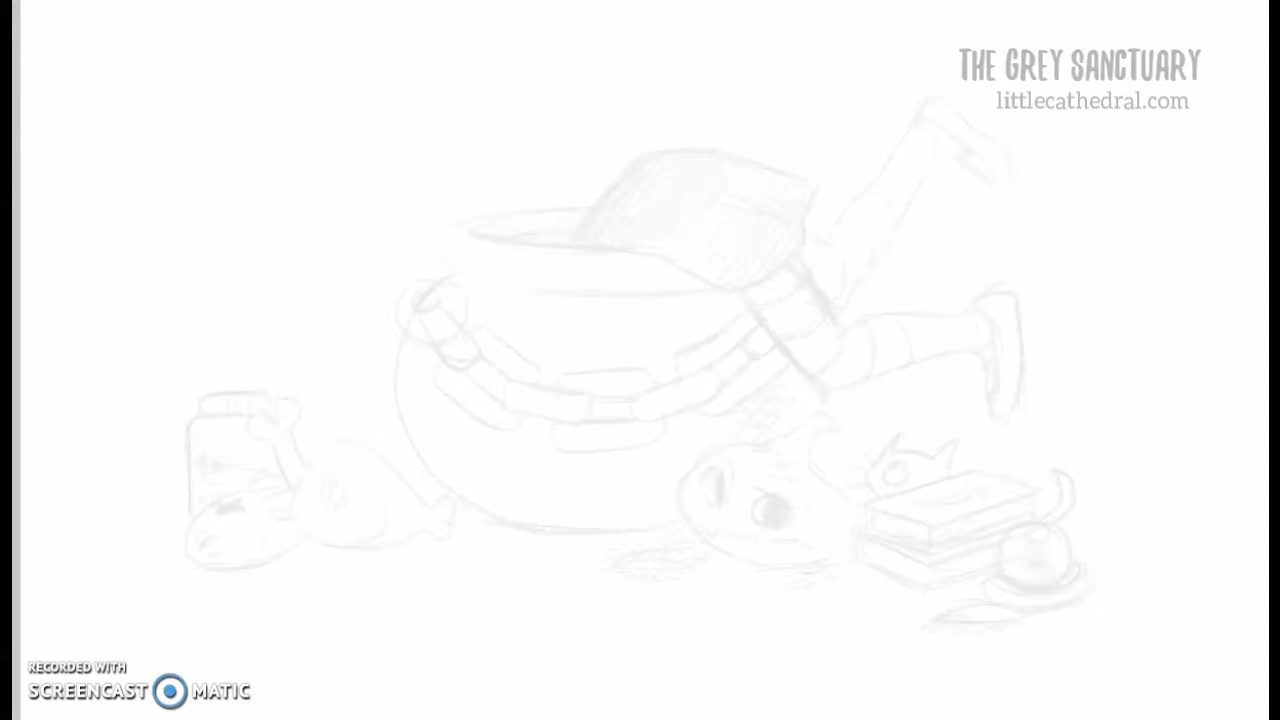 THE GREY SANCTUARY
littlecathedral.com
RECORDED WITH
SCREENCAST MATIC